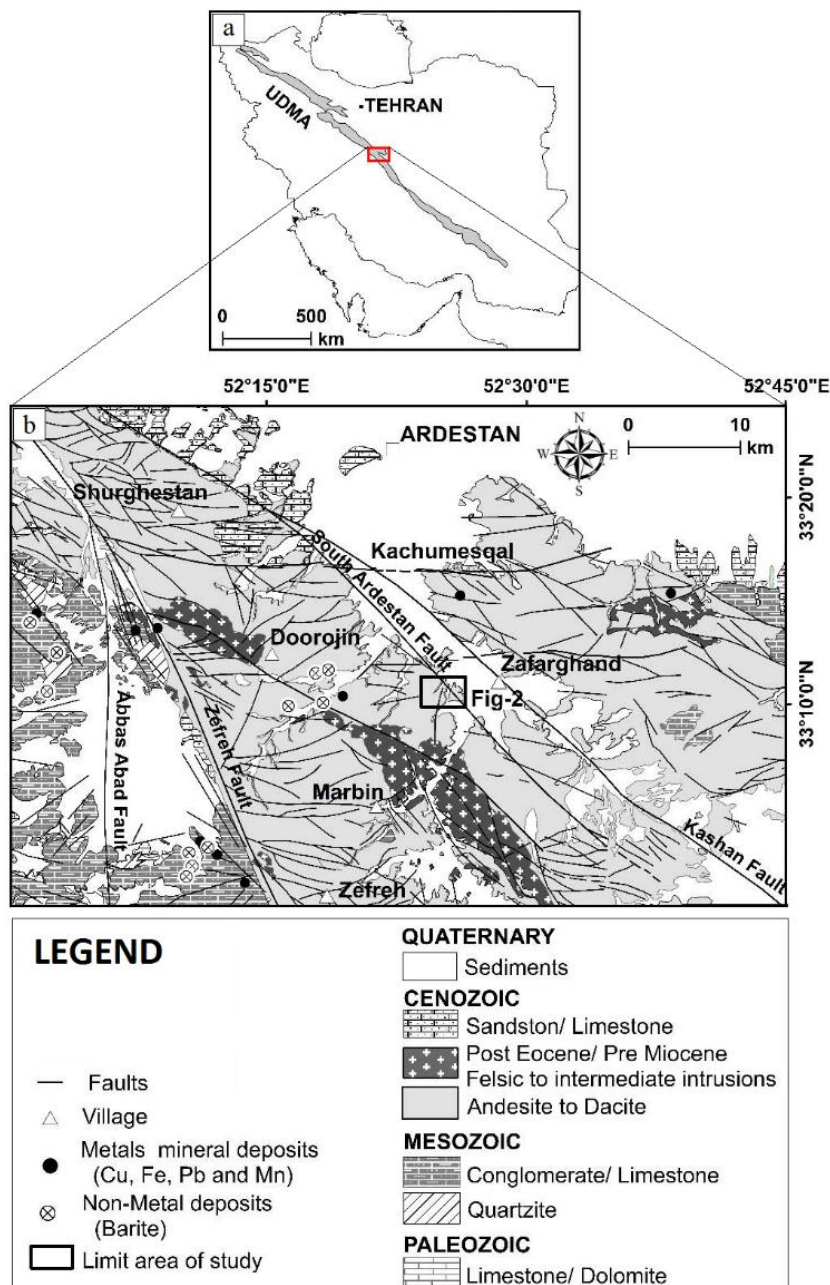 a
UDMA
-TEHRAN
0 500
km
52°15'0"E 52°30'0"E 52°45'0"E
b
ARDESTAN
N
W E
S
0 10
km
33°20'0"N
Shurghestan
South Ardestan Fault
Kachumesqal
Doorojin
Zafarghand
Fig-2
33°10'0"N
Abbas Abad Fault
Zefreh Fault
Marbin
Kashan Fault
Zefreh
LEGEND
Faults
Village
Metals mineral deposits
(Cu, Fe, Pb and Mn)
Non-Metal deposits
(Barite)
Limit area of study
QUATERNARY
Sediments
CENOZOIC
Sandston/ Limestone
Post Eocene/ Pre Miocene
Felsic to intermediate intrusions
Andesite to Dacite
MESOZOIC
Conglomerate/ Limestone
Quartzite
PALEOZOIC
Limestone/ Dolomite